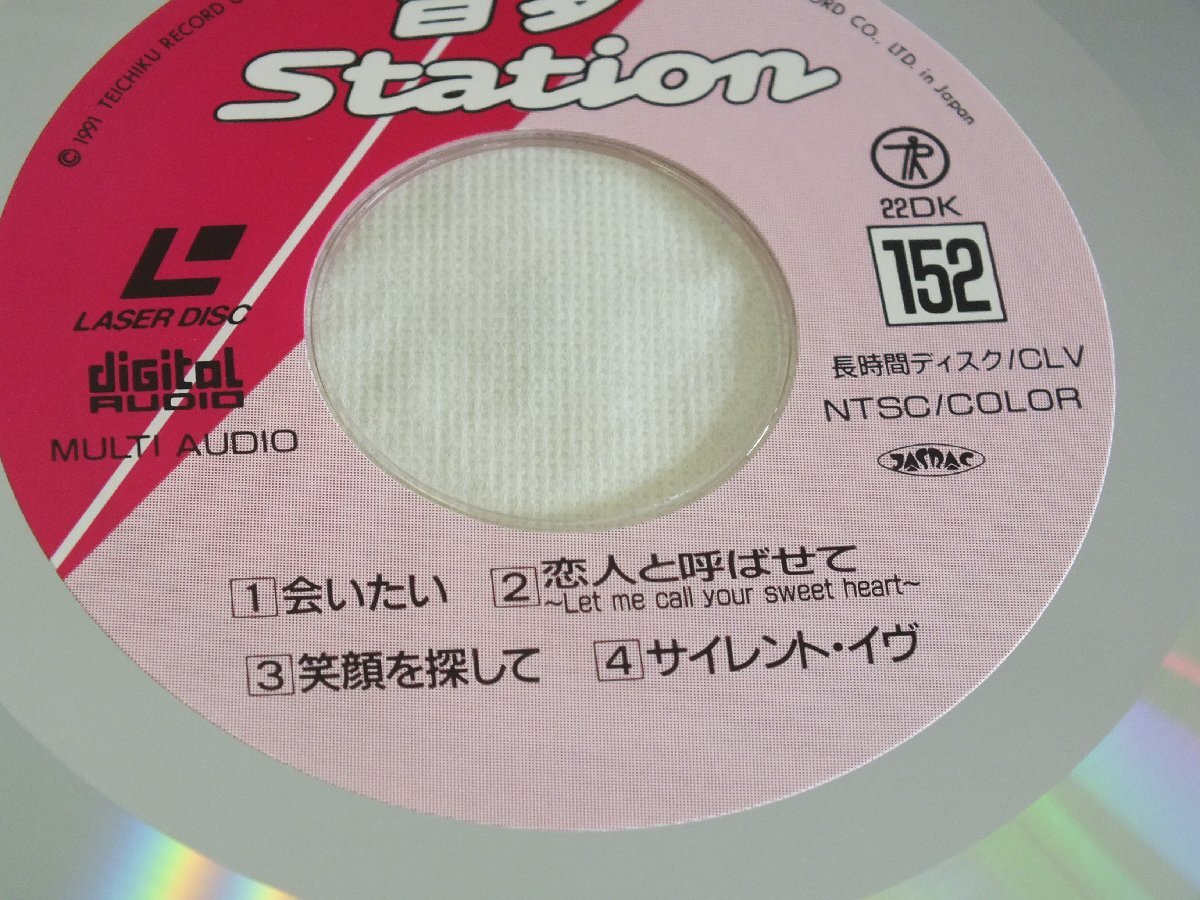 © 1991 TEICHIKU RECORD CO., LTD. in Japan
Station
22DK
152
LASER DISC
digital
AUDIO
MULTI AUDIO
長時間ディスク/CLV
NTSC/COLOR
JASRAC
1 会いたい
2 恋人と呼ばせて
~Let me call your sweet heart~
3 笑顔を探して
4 サイレント・イヴ